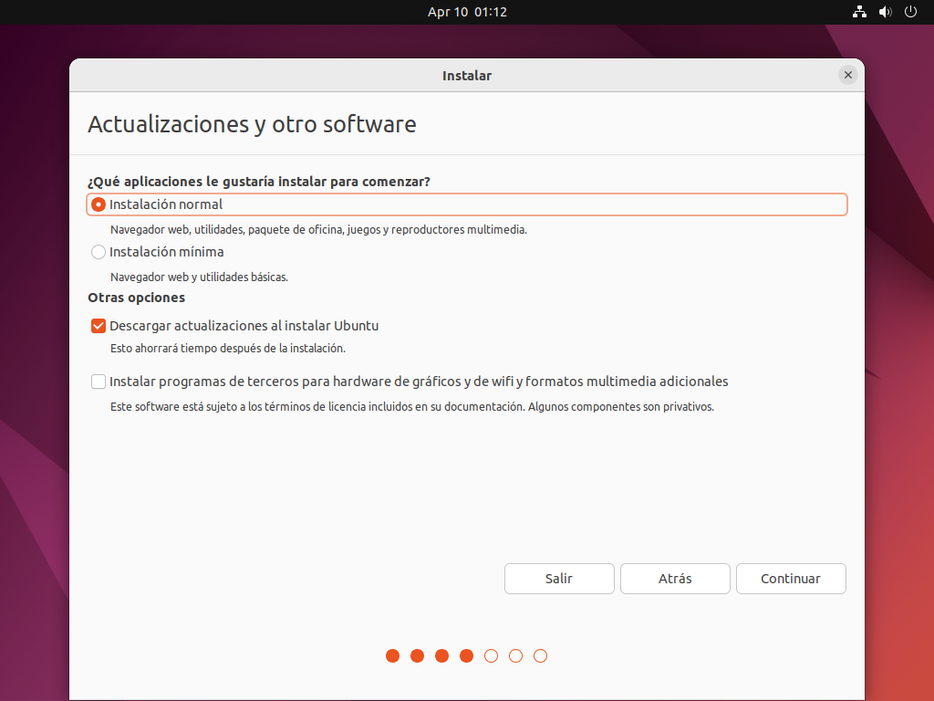 Apr 10 01:12
Instalar
Actualizaciones y otro software
¿Qué aplicaciones le gustaría instalar para comenzar?
Instalación normal
Navegador web, utilidades, paquete de oficina, juegos y reproductores multimedia.
Instalación mínima
Navegador web y utilidades básicas.
Otras opciones
Descargar actualizaciones al instalar Ubuntu
Esto ahorrará tiempo después de la instalación.
Instalar programas de terceros para hardware de gráficos y de wifi y formatos multimedia adicionales
Este software está sujeto a los términos de licencia incluidos en su documentación. Algunos componentes son privativos.
Salir Atrás Continuar